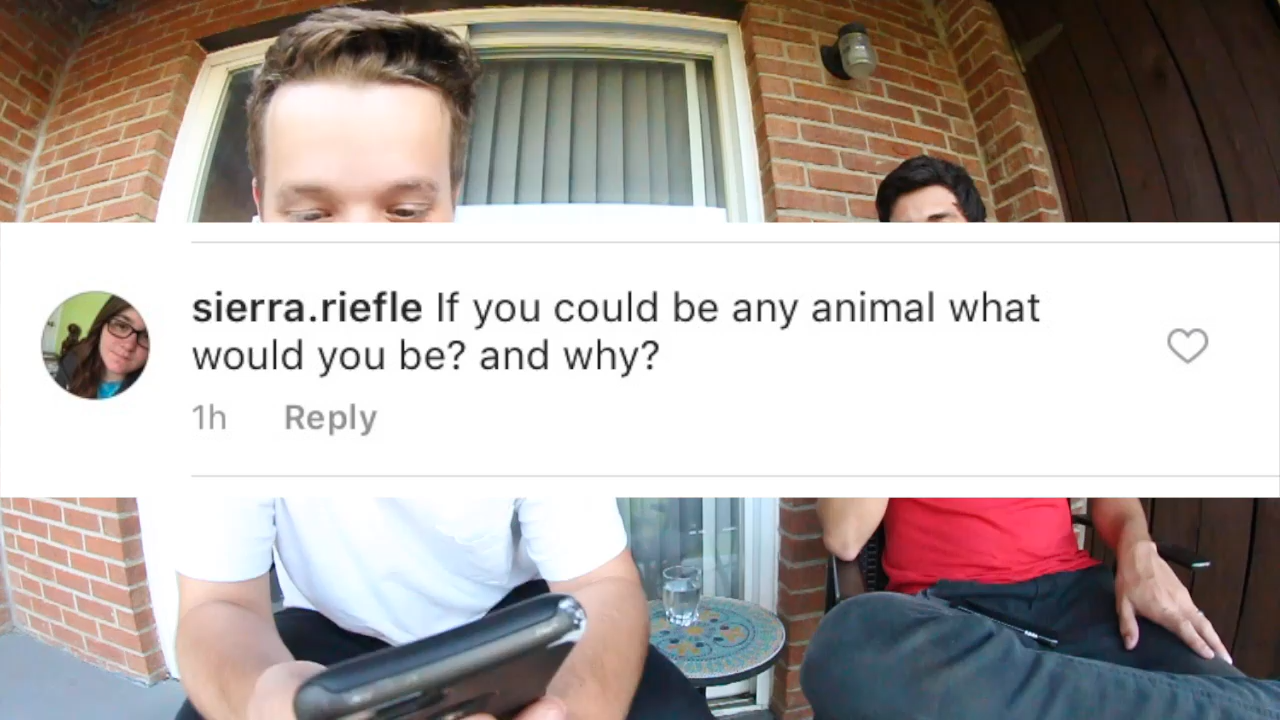 sierra.riefle If you could be any animal what
would you be? and why?
1h Reply